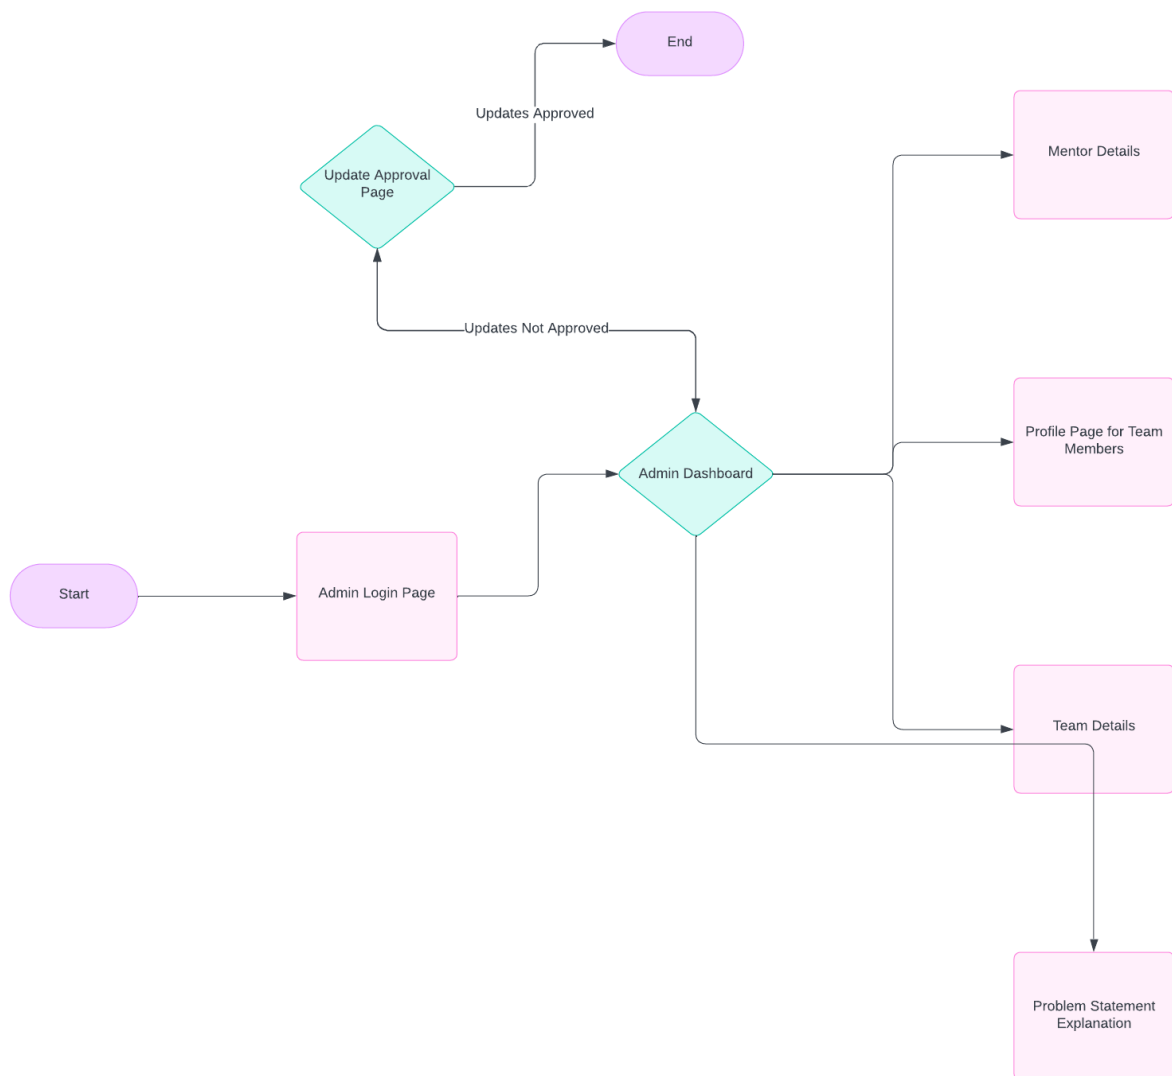 End
Updates Approved
Mentor Details
Update Approval
Page
Updates Not Approved
Profile Page for Team
Members
Admin Dashboard
Start
Admin Login Page
Team Details
Problem Statement
Explanation